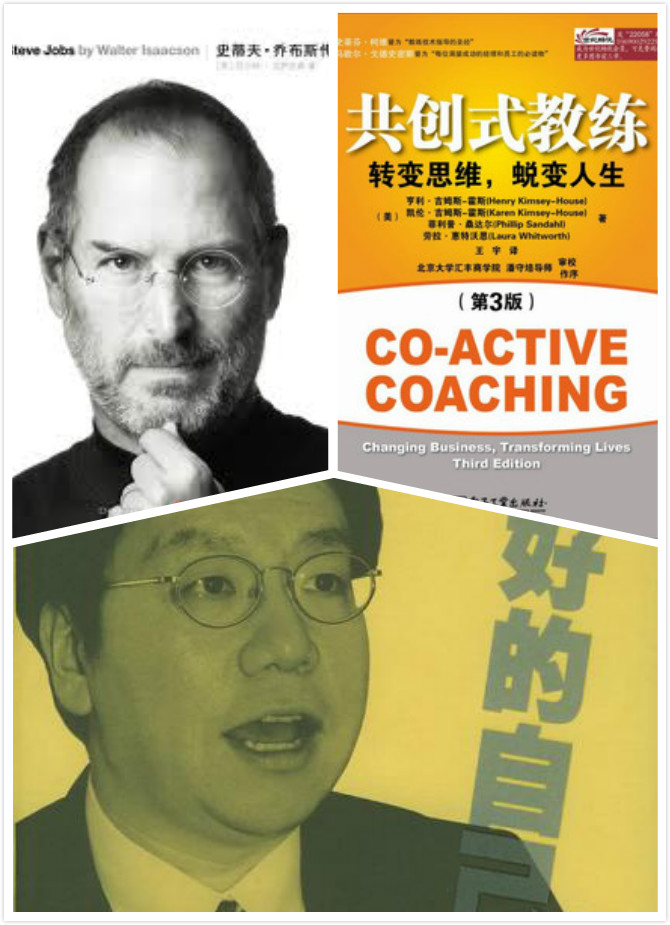 Steve Jobs by Walter Isaacson 史蒂夫·乔布斯传
共创式教练
转变思维，蜕变人生
亨利·吉姆斯-霍斯(Henry Kimsey-House)
（美） 凯伦·吉姆斯-霍斯(Karen Kimsey-House) 著
菲利普·桑达尔(Phillip Sandahl)
劳拉·惠特沃思(Laura Whitworth)
王 宇 译
北京大学汇丰商学院 潘守培导师 审校 作序
（第3版）
CO-ACTIVE
COACHING
Changing Business, Transforming Lives
Third Edition
好的自己